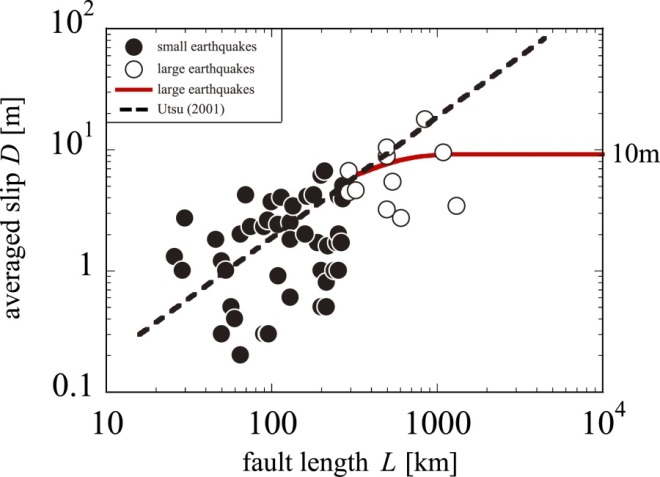 10²
small earthquakes
large earthquakes
large earthquakes
Utsu (2001)
10¹
10m
1
0.1
averaged slip D [m]
10 100 1000 10⁴
fault length L [km]